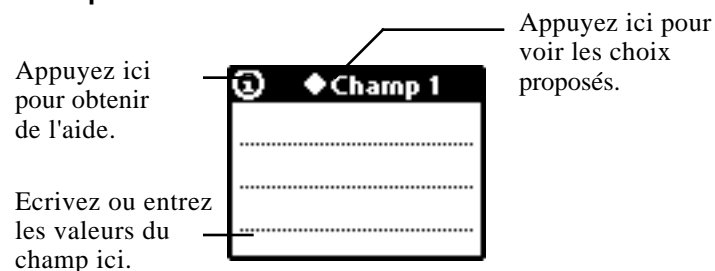 Appuyez ici pour
voir les choix
proposés.
Appuyez ici
pour obtenir
de l'aide.
◆Champ 1
Ecrivez ou entrez
les valeurs du
champ ici.